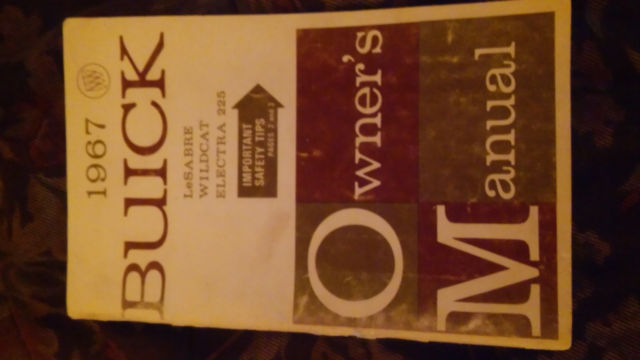 1967
BUICK
LeSABRE
WILDCAT
ELECTRA 225
IMPORTANT
SAFETY TIPS
PAGES 2 and 3
Owner's
Manual